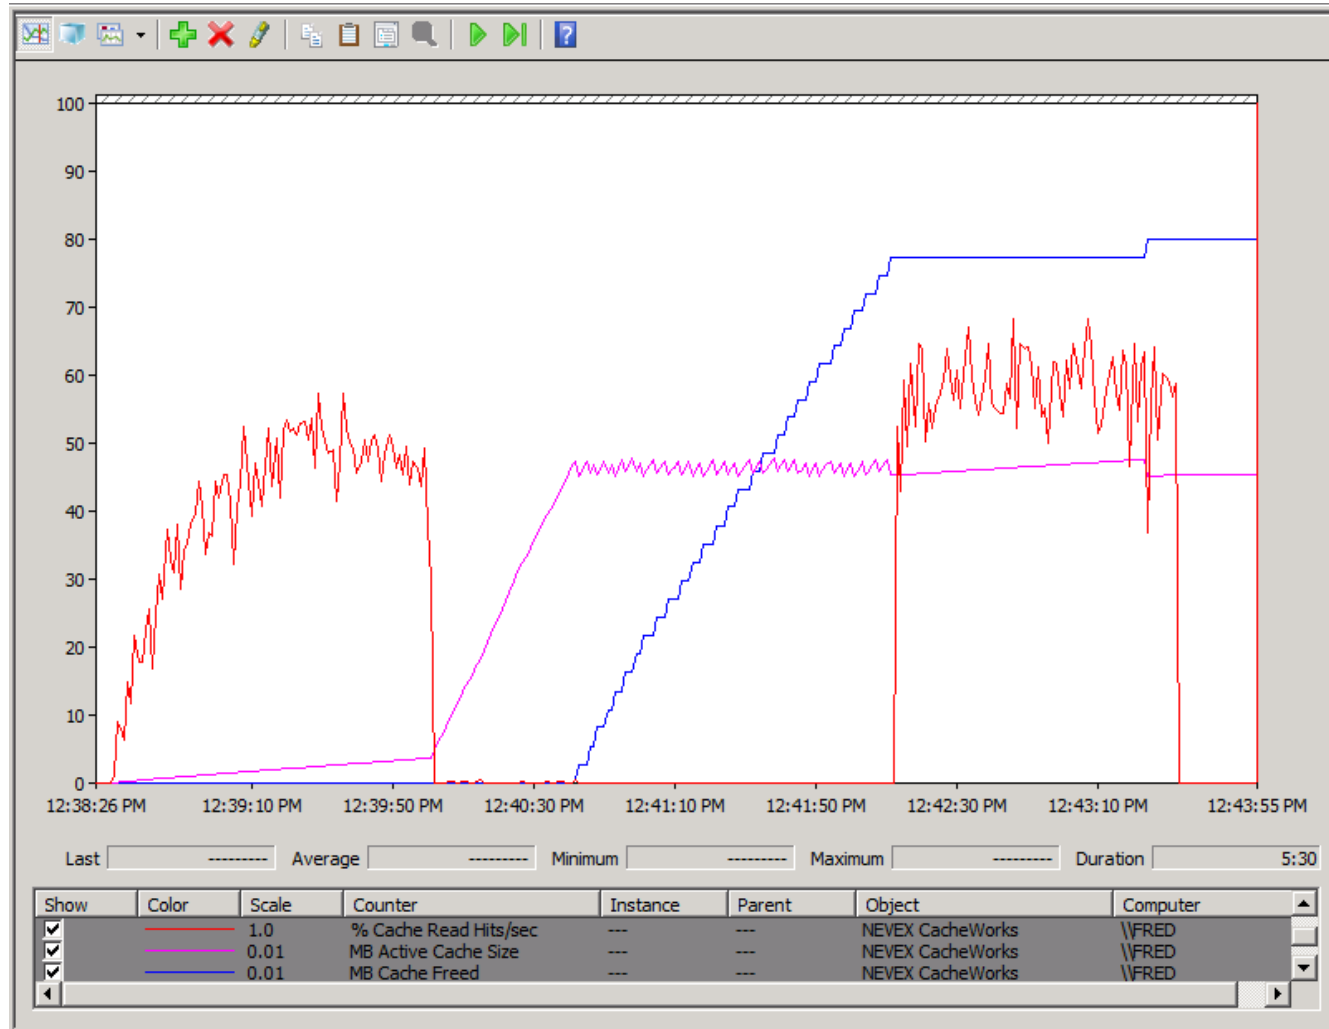 100
90
80
70
60
50
40
30
20
10
0
12:38:26 PM 12:39:10 PM 12:39:50 PM 12:40:30 PM 12:41:10 PM 12:41:50 PM 12:42:30 PM 12:43:10 PM 12:43:55 PM
Last --------- Average --------- Minimum --------- Maximum --------- Duration 5:30
Show Color Scale Counter Instance Parent Object Computer
1.0 % Cache Read Hits/sec --- --- NEVEX CacheWorks \\FRED
0.01 MB Active Cache Size --- --- NEVEX CacheWorks \\FRED
0.01 MB Cache Freed --- --- NEVEX CacheWorks \\FRED